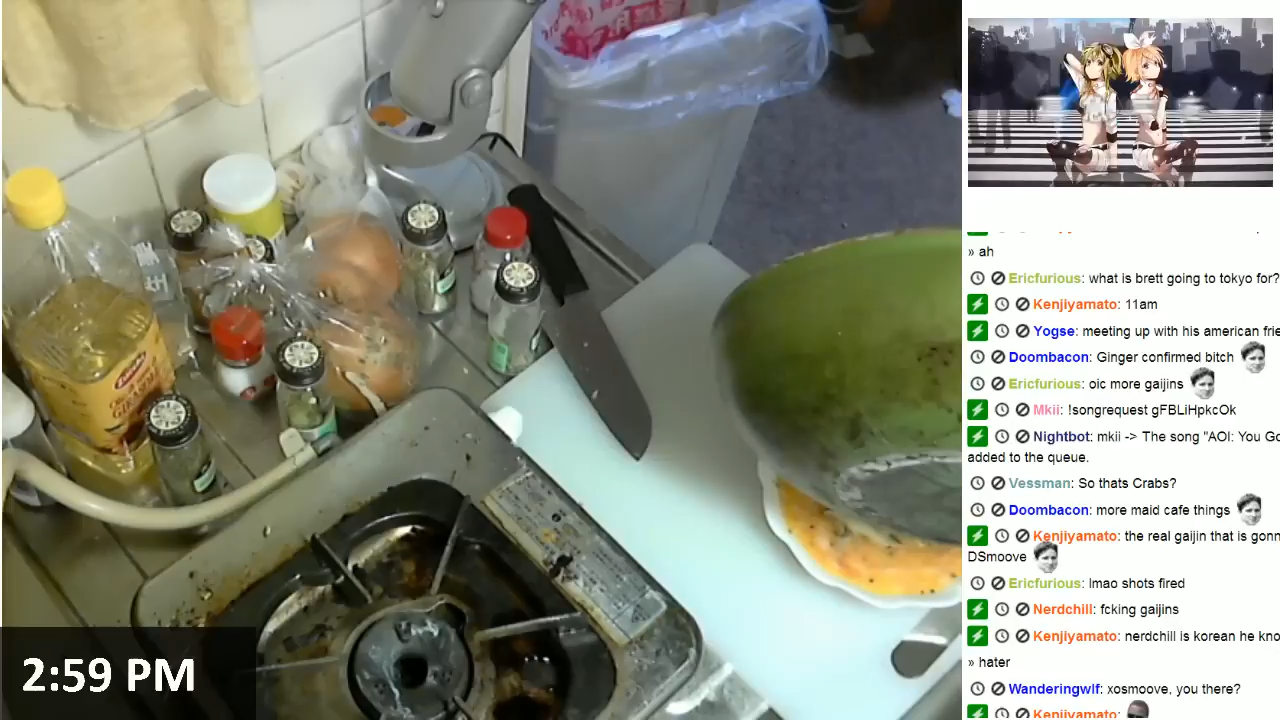 » ah
Ericfurious: what is brett going to tokyo for?
Kenjiyamato: 11am
Yogse: meeting up with his american frie
Doombacon: Ginger confirmed bitch
Ericfurious: oic more gaijins
Mkii: !songrequest gFBLiHpkcOk
Nightbot: mkii -> The song "AOI: You Go
added to the queue.
Vessman: So thats Crabs?
Doombacon: more maid cafe things
Kenjiyamato: the real gaijin that is gonn
DSmoove
Ericfurious: lmao shots fired
Nerdchill: fcking gaijins
Kenjiyamato: nerdchill is korean he kno
» hater
Wanderingwlf: xosmoove, you there?
Kenjiyamato:
2:59 PM